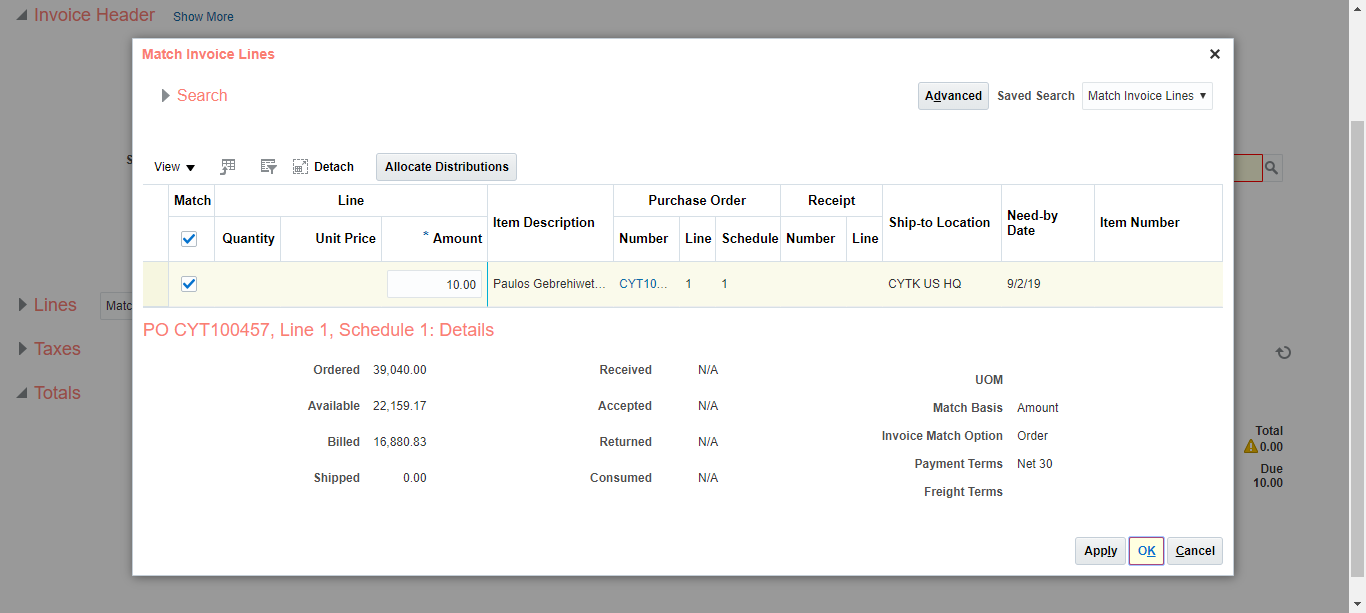 Invoice Header Show More
Match Invoice Lines
Search
Advanced Saved Search Match Invoice Lines
S
View Detach Allocate Distributions
Match Line Item Description Purchase Order Receipt Ship-to Location Need-by Date Item Number
Quantity Unit Price * Amount Number Line Schedule Number Line
10.00 Paulos Gebrehiwet... CYT10... 1 1 CYTK US HQ 9/2/19
Lines Matc
PO CYT100457, Line 1, Schedule 1: Details
Taxes
Totals
Ordered 39,040.00 Received N/A UOM
Available 22,159.17 Accepted N/A Match Basis Amount
Billed 16,880.83 Returned N/A Invoice Match Option Order
Shipped 0.00 Consumed N/A Payment Terms Net 30
Freight Terms
Total
0.00
Due
10.00
Apply OK Cancel